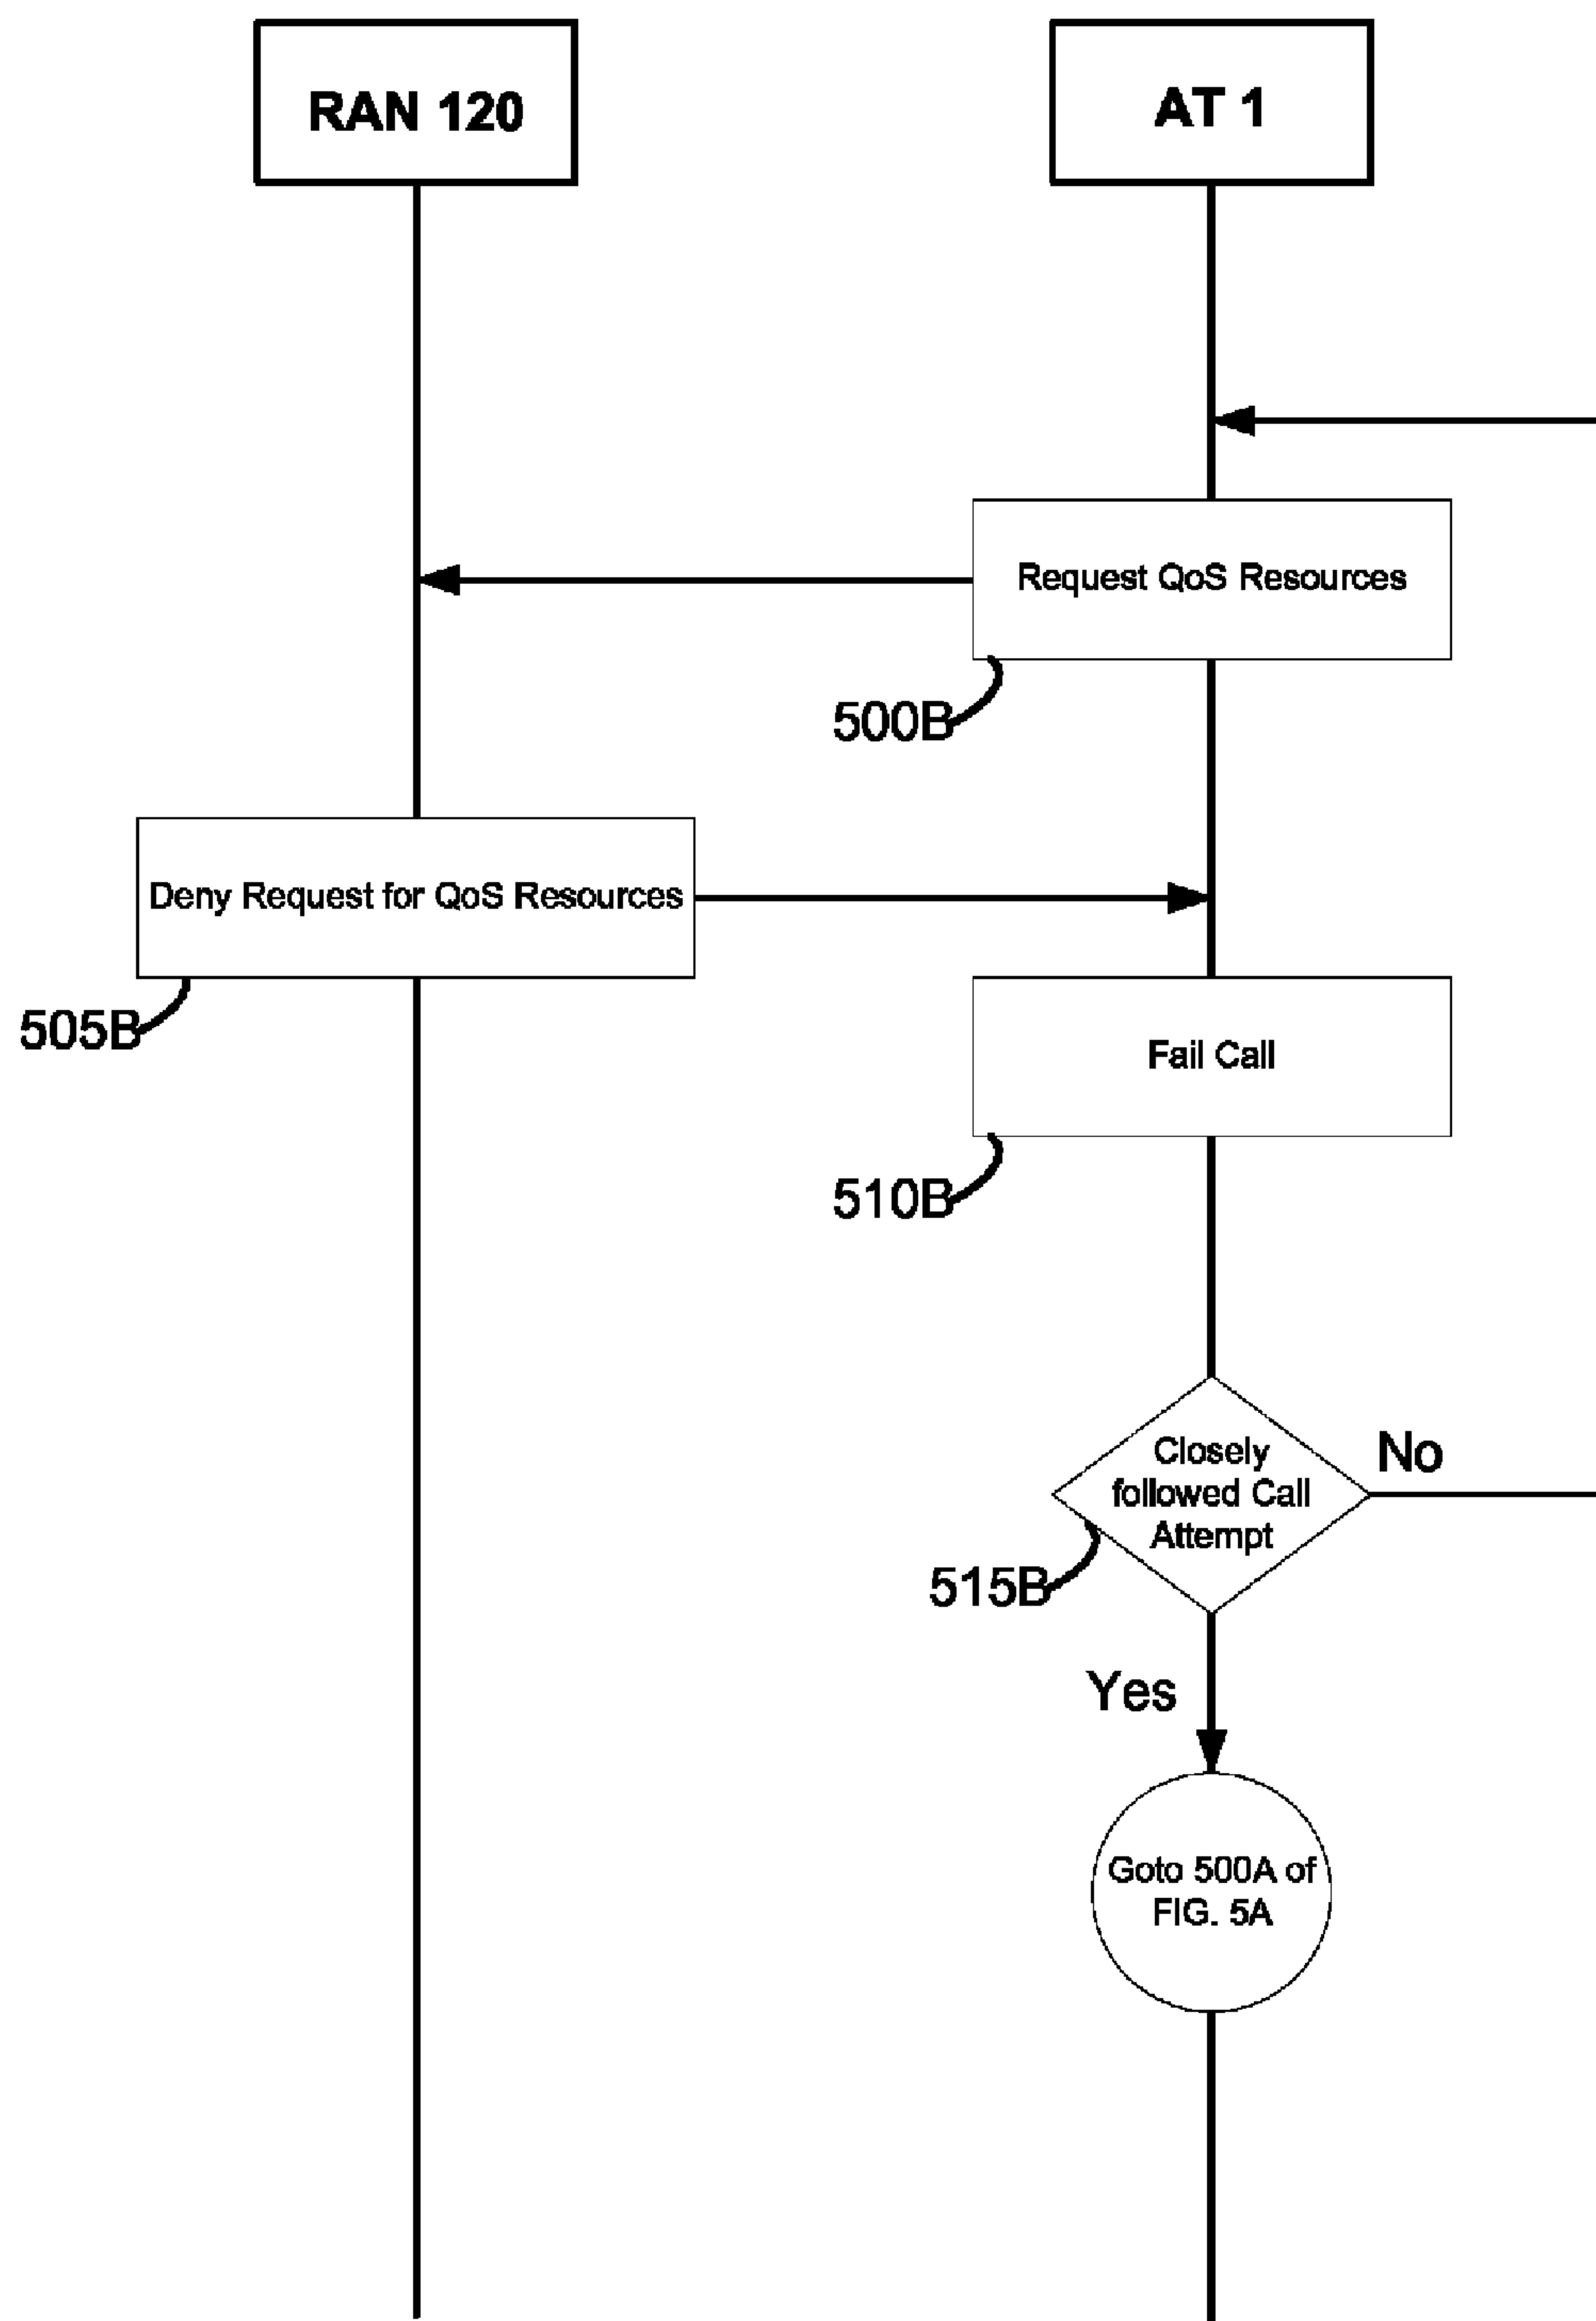 RAN 120
AT 1
Request QoS Resources
500B
Deny Request for QoS Resources
505B
Fail Call
510B
Closely
followed Call
Attempt
No
515B
Yes
Goto 500A of
FIG. 5A